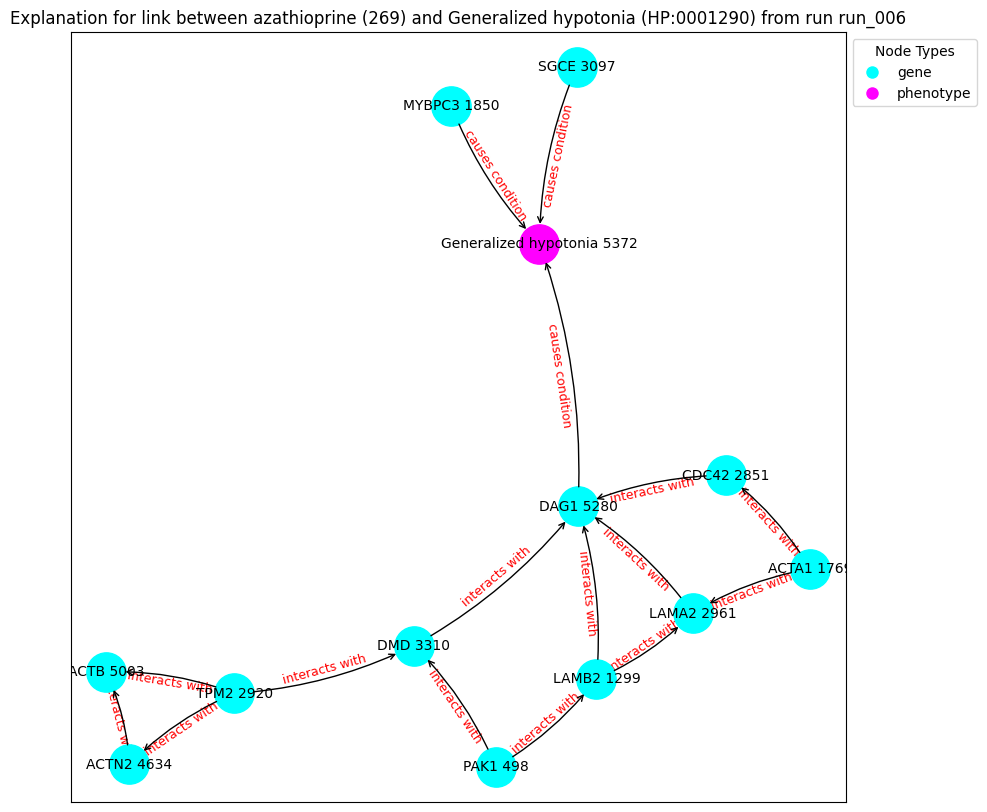 Explanation for link between azathioprine (269) and Generalized hypotonia (HP:0001290) from run run_006
Node Types
gene
phenotype
SGCE 3097
MYBPC3 1850
causes condition
causes condition
Generalized hypotonia 5372
causes condition
CDC42 2851
interacts with
DAG1 5280
interacts with
interacts with
interacts with
interacts with
ACTA1 1769
interacts with
LAMA2 2961
interacts with
DMD 3310
interacts with
ACTB 5093
interacts with
TPM2 2920
LAMB2 1299
interacts with
interacts with
interacts with
interacts with
ACTN2 4634
PAK1 498